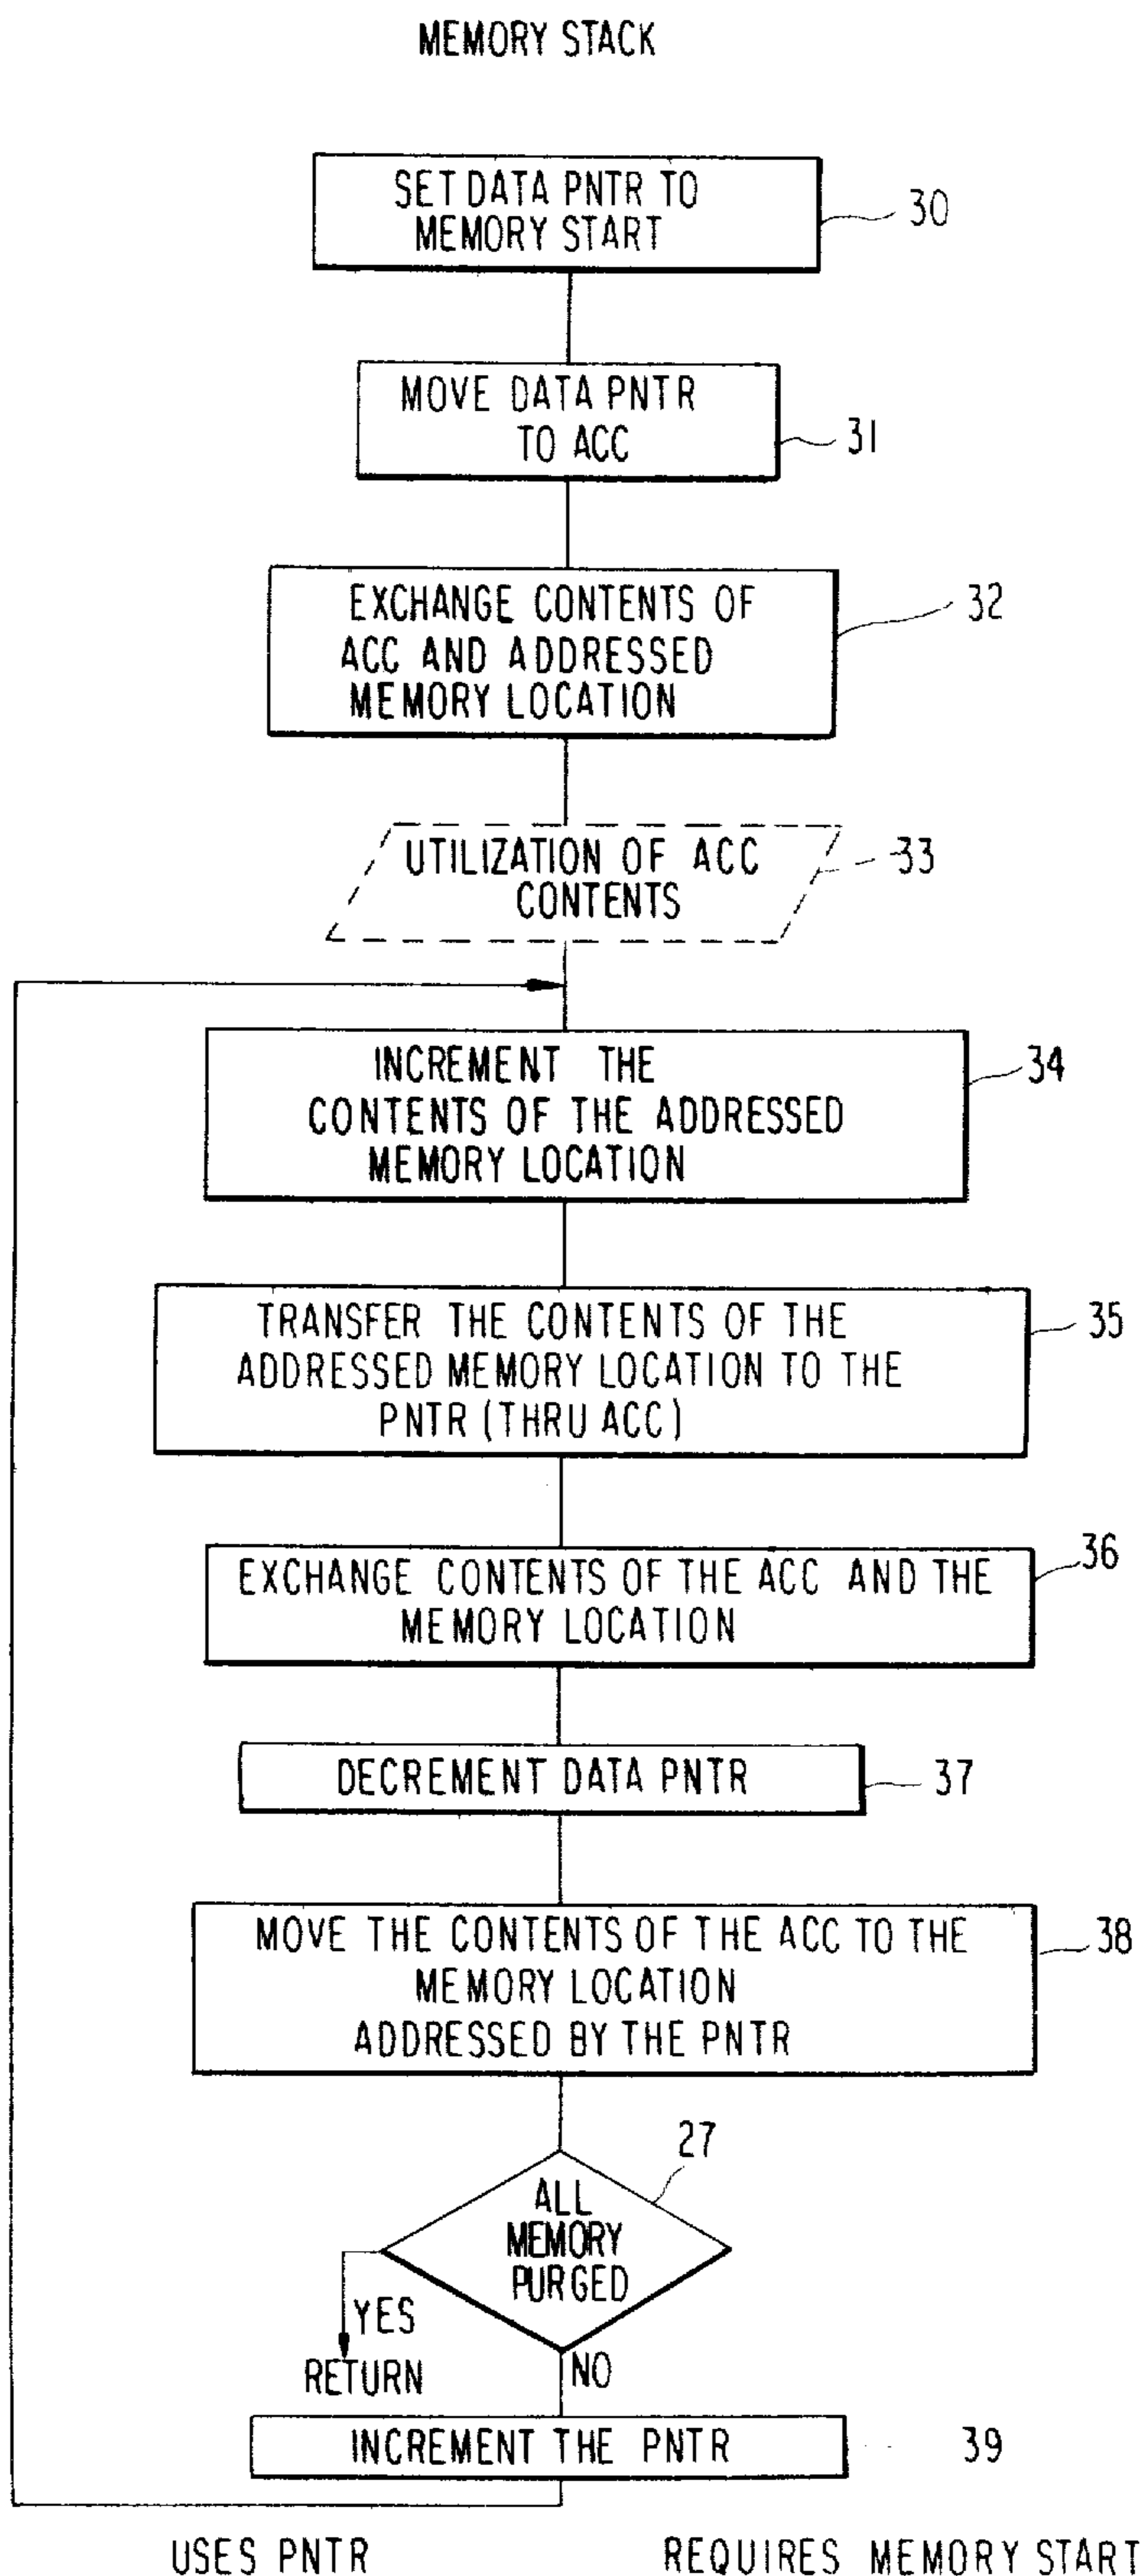 MEMORY STACK
SET DATA PNTR TO
MEMORY START
30
MOVE DATA PNTR
TO ACC
31
EXCHANGE CONTENTS OF
ACC AND ADDRESSED
MEMORY LOCATION
32
UTILIZATION OF ACC
CONTENTS
33
INCREMENT THE
CONTENTS OF THE ADDRESSED
MEMORY LOCATION
34
TRANSFER THE CONTENTS OF THE
ADDRESSED MEMORY LOCATION TO THE
PNTR (THRU ACC)
35
EXCHANGE CONTENTS OF THE ACC AND THE
MEMORY LOCATION
36
DECREMENT DATA PNTR
37
MOVE THE CONTENTS OF THE ACC TO THE
MEMORY LOCATION
ADDRESSED BY THE PNTR
38
27
ALL
MEMORY
PURGED
YES
RETURN
NO
INCREMENT THE PNTR
39
USES PNTR
REQUIRES MEMORY START